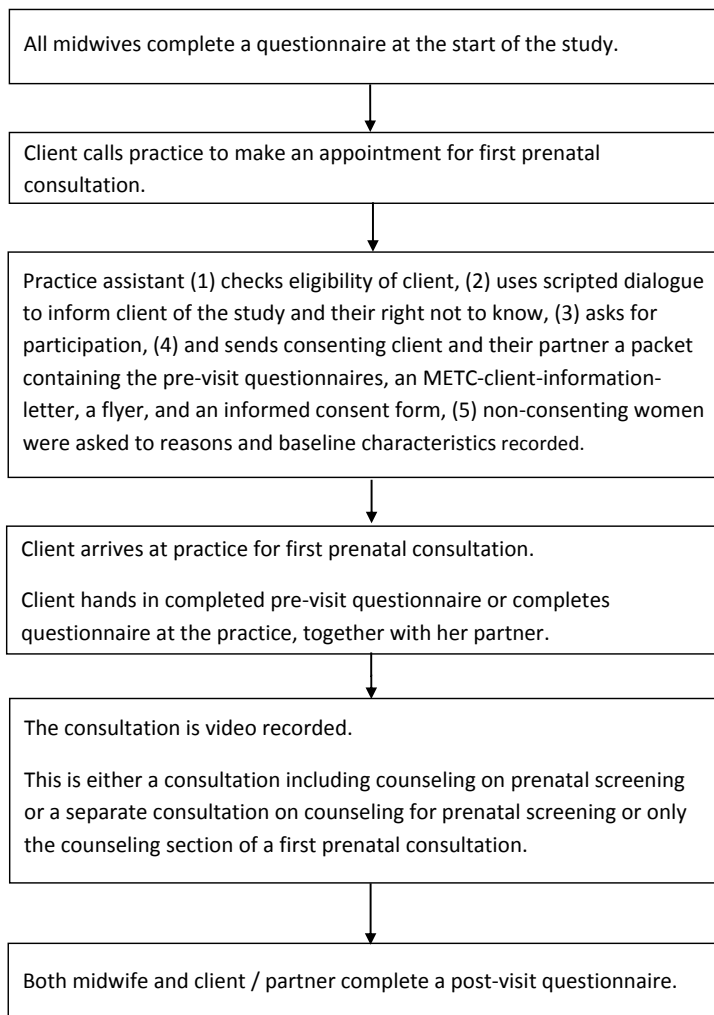 All midwives complete a questionnaire at the start of the study.
Client calls practice to make an appointment for first prenatal
consultation.
Practice assistant (1) checks eligibility of client, (2) uses scripted dialogue
to inform client of the study and their right not to know, (3) asks for
participation, (4) and sends consenting client and their partner a packet
containing the pre-visit questionnaires, an METC-client-information-
letter, a flyer, and an informed consent form, (5) non-consenting women
were asked to reasons and baseline characteristics recorded.
Client arrives at practice for first prenatal consultation.
Client hands in completed pre-visit questionnaire or completes
questionnaire at the practice, together with her partner.
The consultation is video recorded.
This is either a consultation including counseling on prenatal screening
or a separate consultation on counseling for prenatal screening or only
the counseling section of a first prenatal consultation.
Both midwife and client / partner complete a post-visit questionnaire.